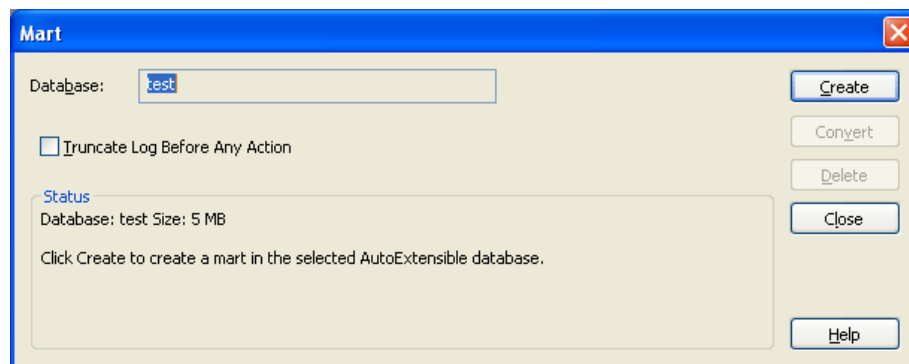 Mart
Database: test
Create
Truncate Log Before Any Action
Convert
Delete
Status
Database: test Size: 5 MB
Close
Click Create to create a mart in the selected AutoExtensible database.
Help